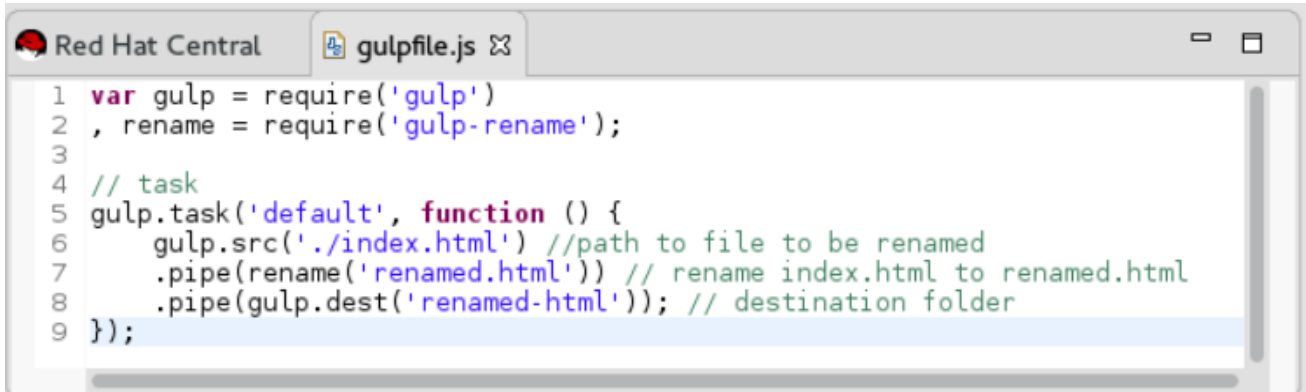 Red Hat Central gulpfile.js
1 var gulp = require('gulp')
2 , rename = require('gulp-rename');
3
4 // task
5 gulp.task('default', function () {
6     gulp.src('./index.html') //path to file to be renamed
7     .pipe(rename('renamed.html')) // rename index.html to renamed.html
8     .pipe(gulp.dest('renamed-html')); // destination folder
9 });